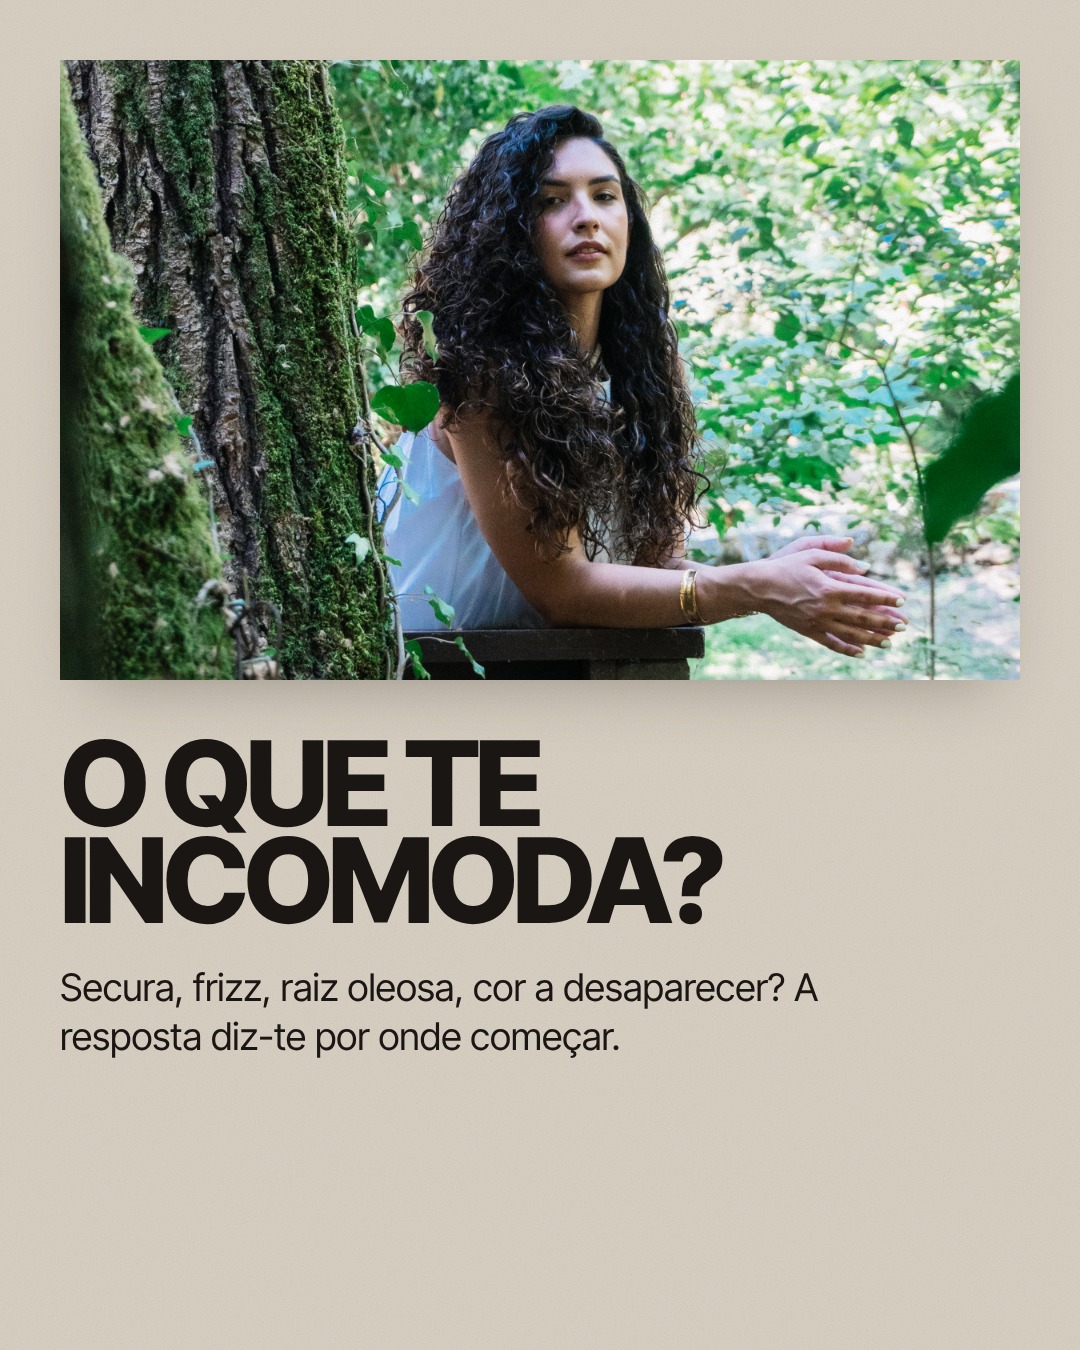 O QUE TE
INCOMODA?
Secura, frizz, raiz oleosa, cor a desaparecer? A
resposta diz-te por onde começar.